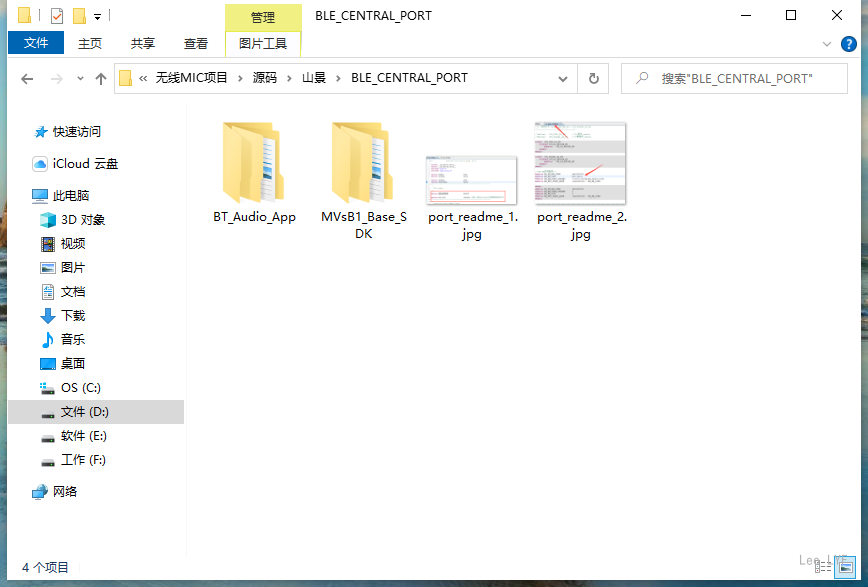 管理
BLE_CENTRAL_PORT
文件
主页
共享
查看
图片工具
« 无线MIC项目 › 源码 › 山景 › BLE_CENTRAL_PORT
搜索"BLE_CENTRAL_PORT"
快速访问
iCloud 云盘
此电脑
3D 对象
视频
图片
文档
下载
音乐
桌面
OS (C:)
文件 (D:)
软件 (E:)
工作 (F:)
网络
BT_Audio_App
MVsB1_Base_S
DK
port_readme_1.
jpg
port_readme_2.
jpg
4 个项目